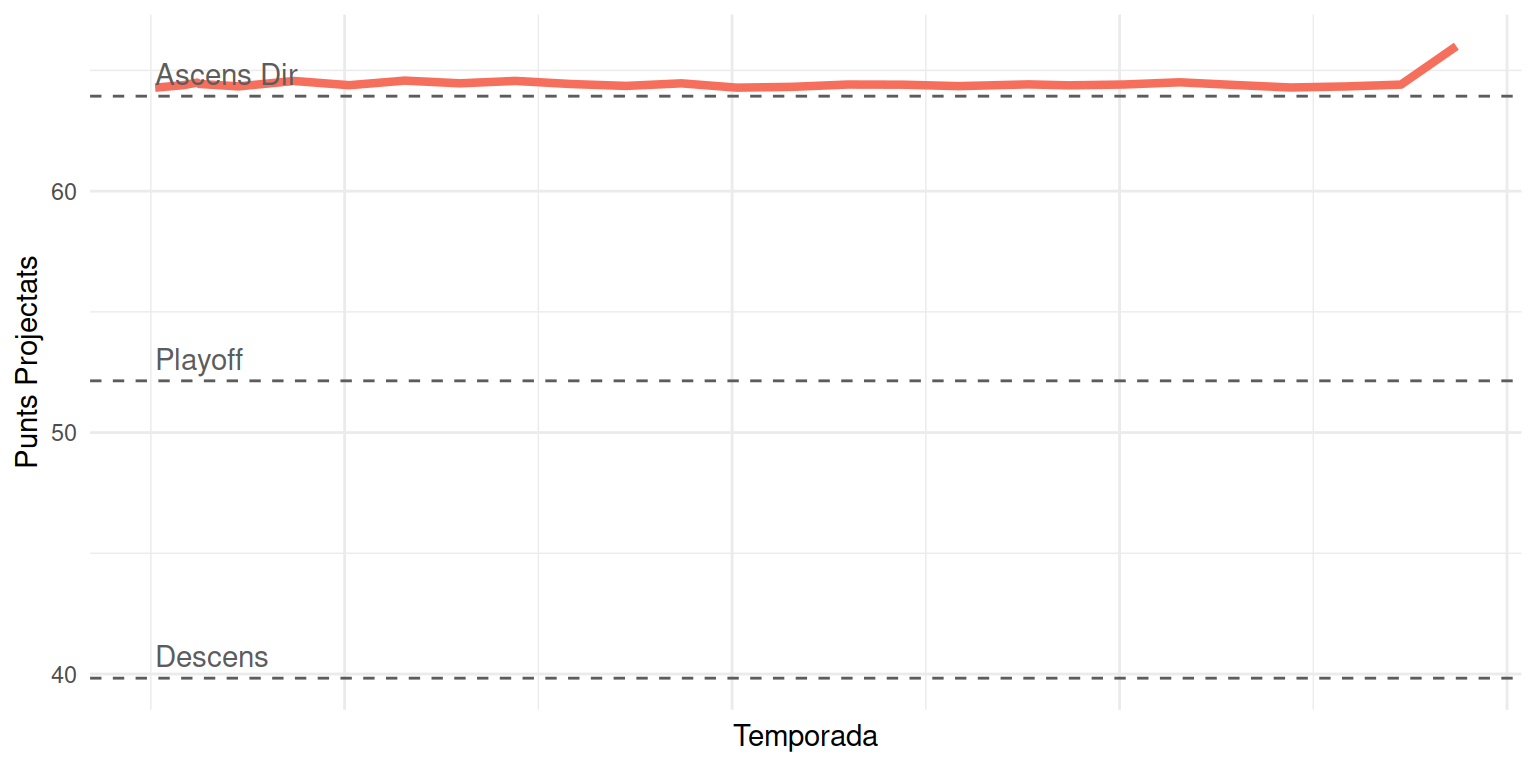 Ascens Dir
60
Playoff
50
Descens
40
Punts Projectats
Temporada